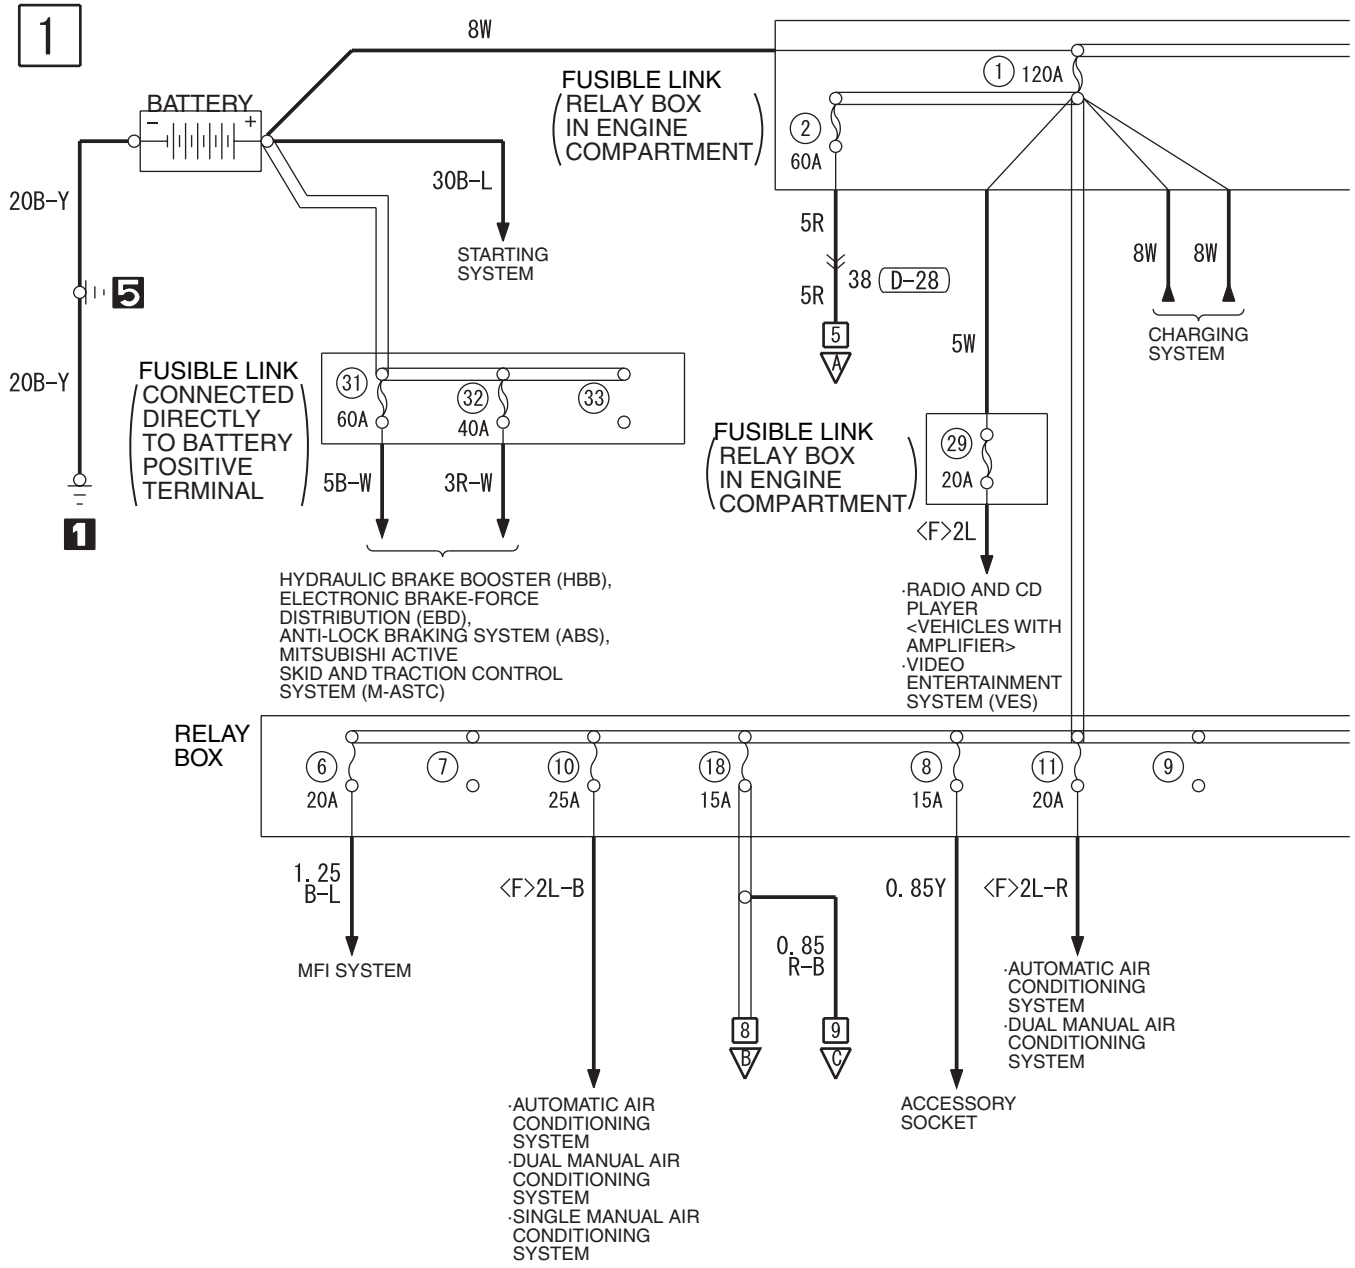 1
8W
BATTERY
−
+
20B-Y
5
20B-Y
1
30B-L
STARTING
SYSTEM
FUSIBLE LINK
(RELAY BOX
IN ENGINE
COMPARTMENT)
1 120A
2
60A
5R
38 (D-28)
5R
5
A
5W
8W
8W
CHARGING
SYSTEM
FUSIBLE LINK
(CONNECTED
DIRECTLY
TO BATTERY
POSITIVE
TERMINAL)
31
60A
32
40A
33
5B-W
3R-W
HYDRAULIC BRAKE BOOSTER (HBB),
ELECTRONIC BRAKE-FORCE
DISTRIBUTION (EBD),
ANTI-LOCK BRAKING SYSTEM (ABS),
MITSUBISHI ACTIVE
SKID AND TRACTION CONTROL
SYSTEM (M-ASTC)
FUSIBLE LINK
(RELAY BOX
IN ENGINE
COMPARTMENT)
29
20A
<F>2L
·RADIO AND CD
PLAYER
<VEHICLES WITH
AMPLIFIER>
·VIDEO
ENTERTAINMENT
SYSTEM (VES)
RELAY
BOX
6
20A
7
10
25A
18
15A
8
15A
11
20A
9
1.25
B-L
MFI SYSTEM
<F>2L-B
·AUTOMATIC AIR
CONDITIONING
SYSTEM
·DUAL MANUAL AIR
CONDITIONING
SYSTEM
·SINGLE MANUAL AIR
CONDITIONING
SYSTEM
0.85
R-B
8
B
9
C
0.85Y
ACCESSORY
SOCKET
<F>2L-R
·AUTOMATIC AIR
CONDITIONING
SYSTEM
·DUAL MANUAL AIR
CONDITIONING
SYSTEM